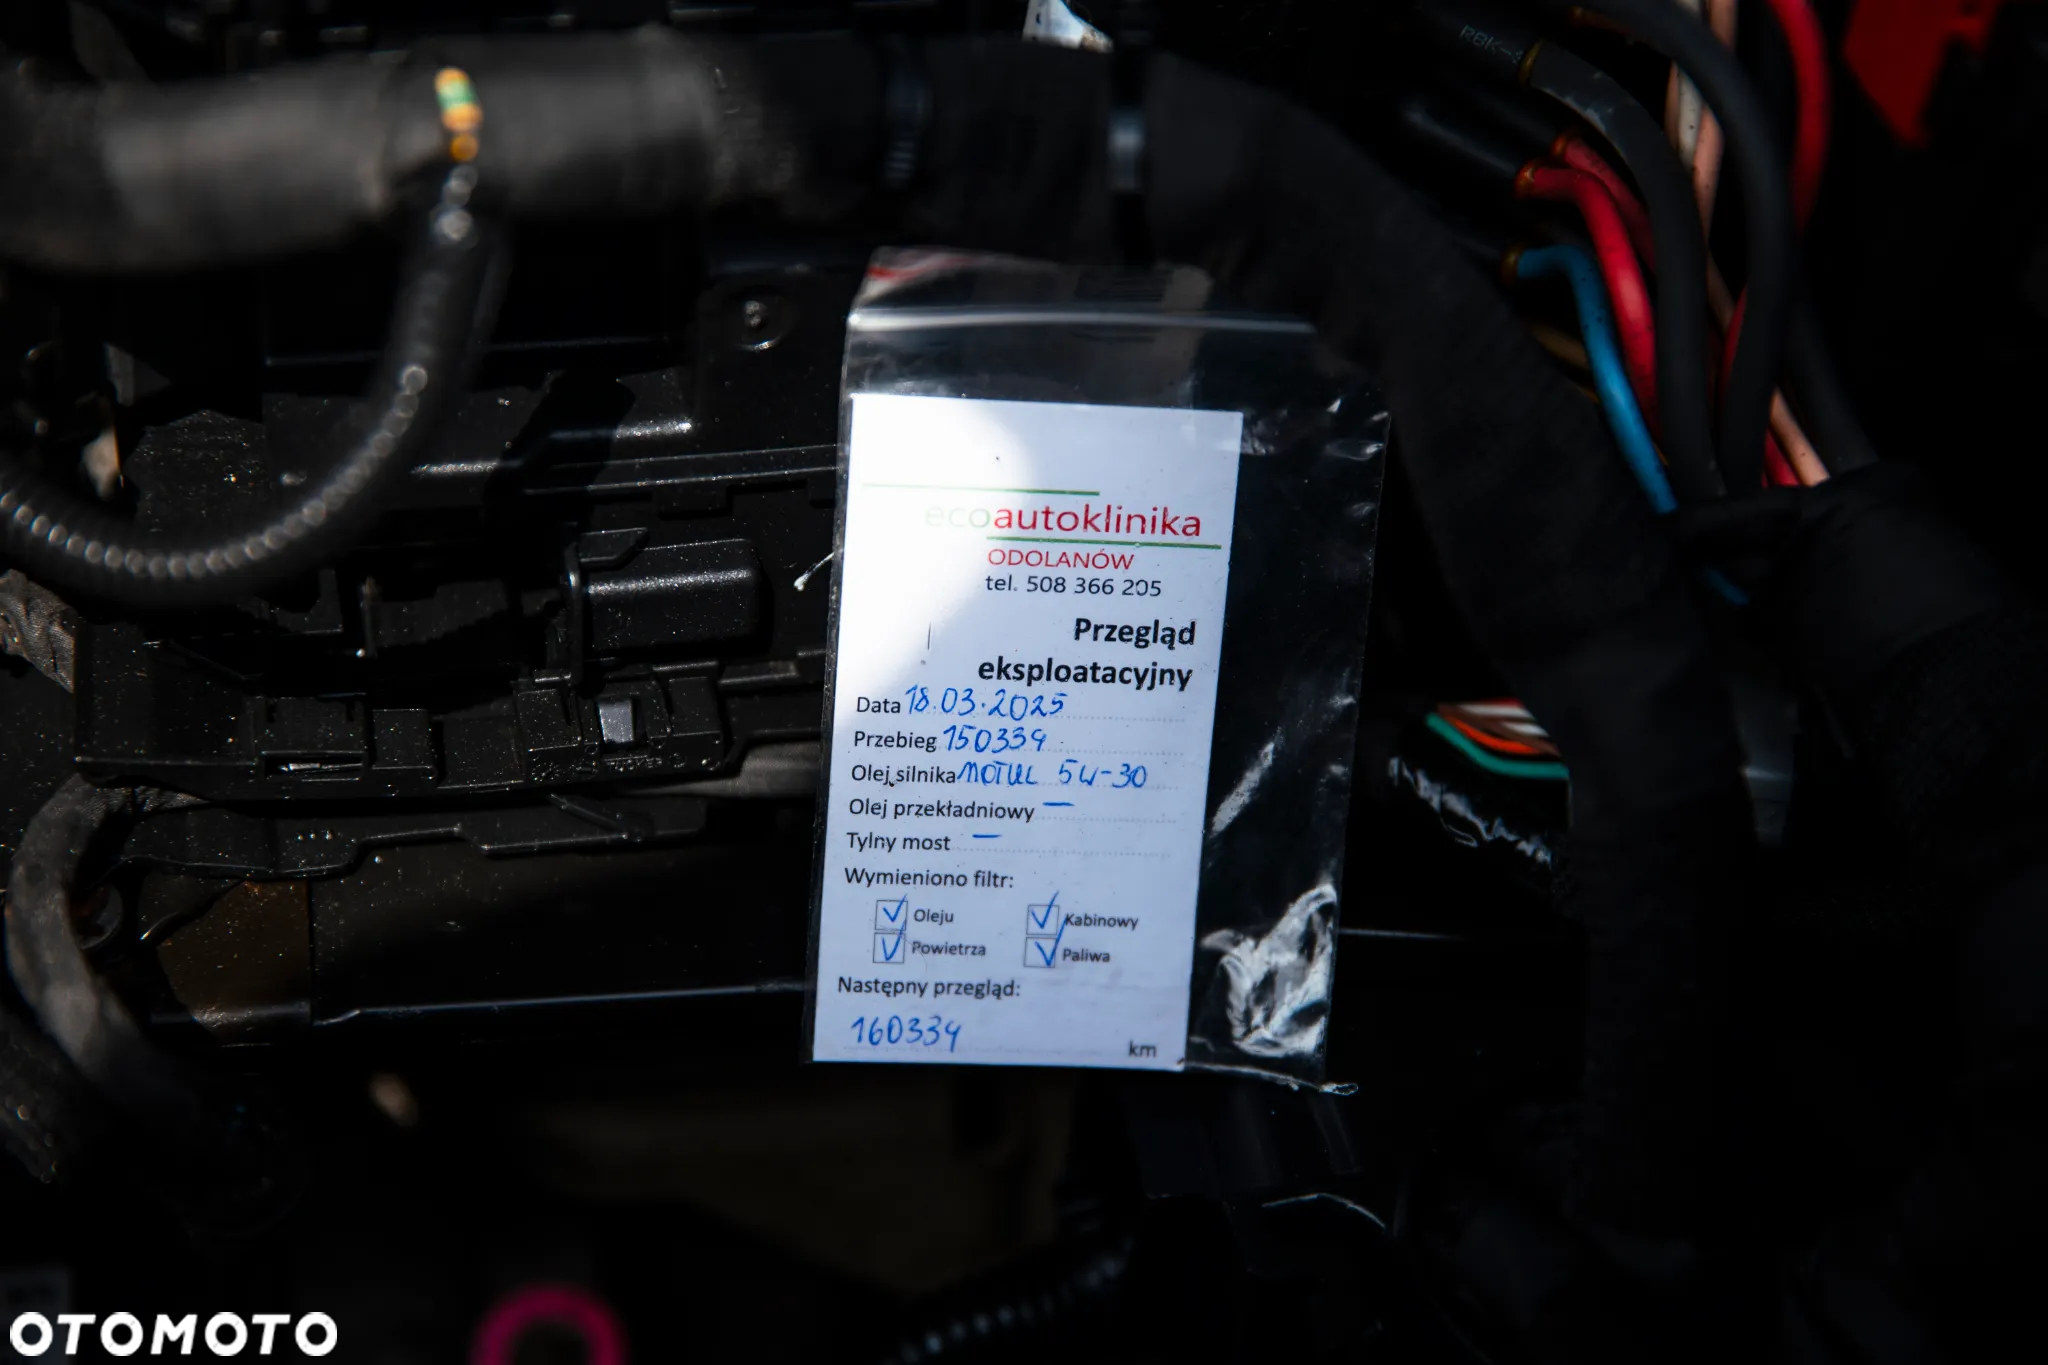 ecoautoklinika
ODOLANÓW
tel. 508 366 205
Przegląd
eksploatacyjny
Data 18.03.2025
Przebieg 150334
Olej silnika MOTUL 5W-30
Olej przekładniowy —
Tylny most —
Wymieniono filtr:
Oleju Kabinowy
Powietrza Paliwa
Następny przegląd:
160334 km
OTOMOTO